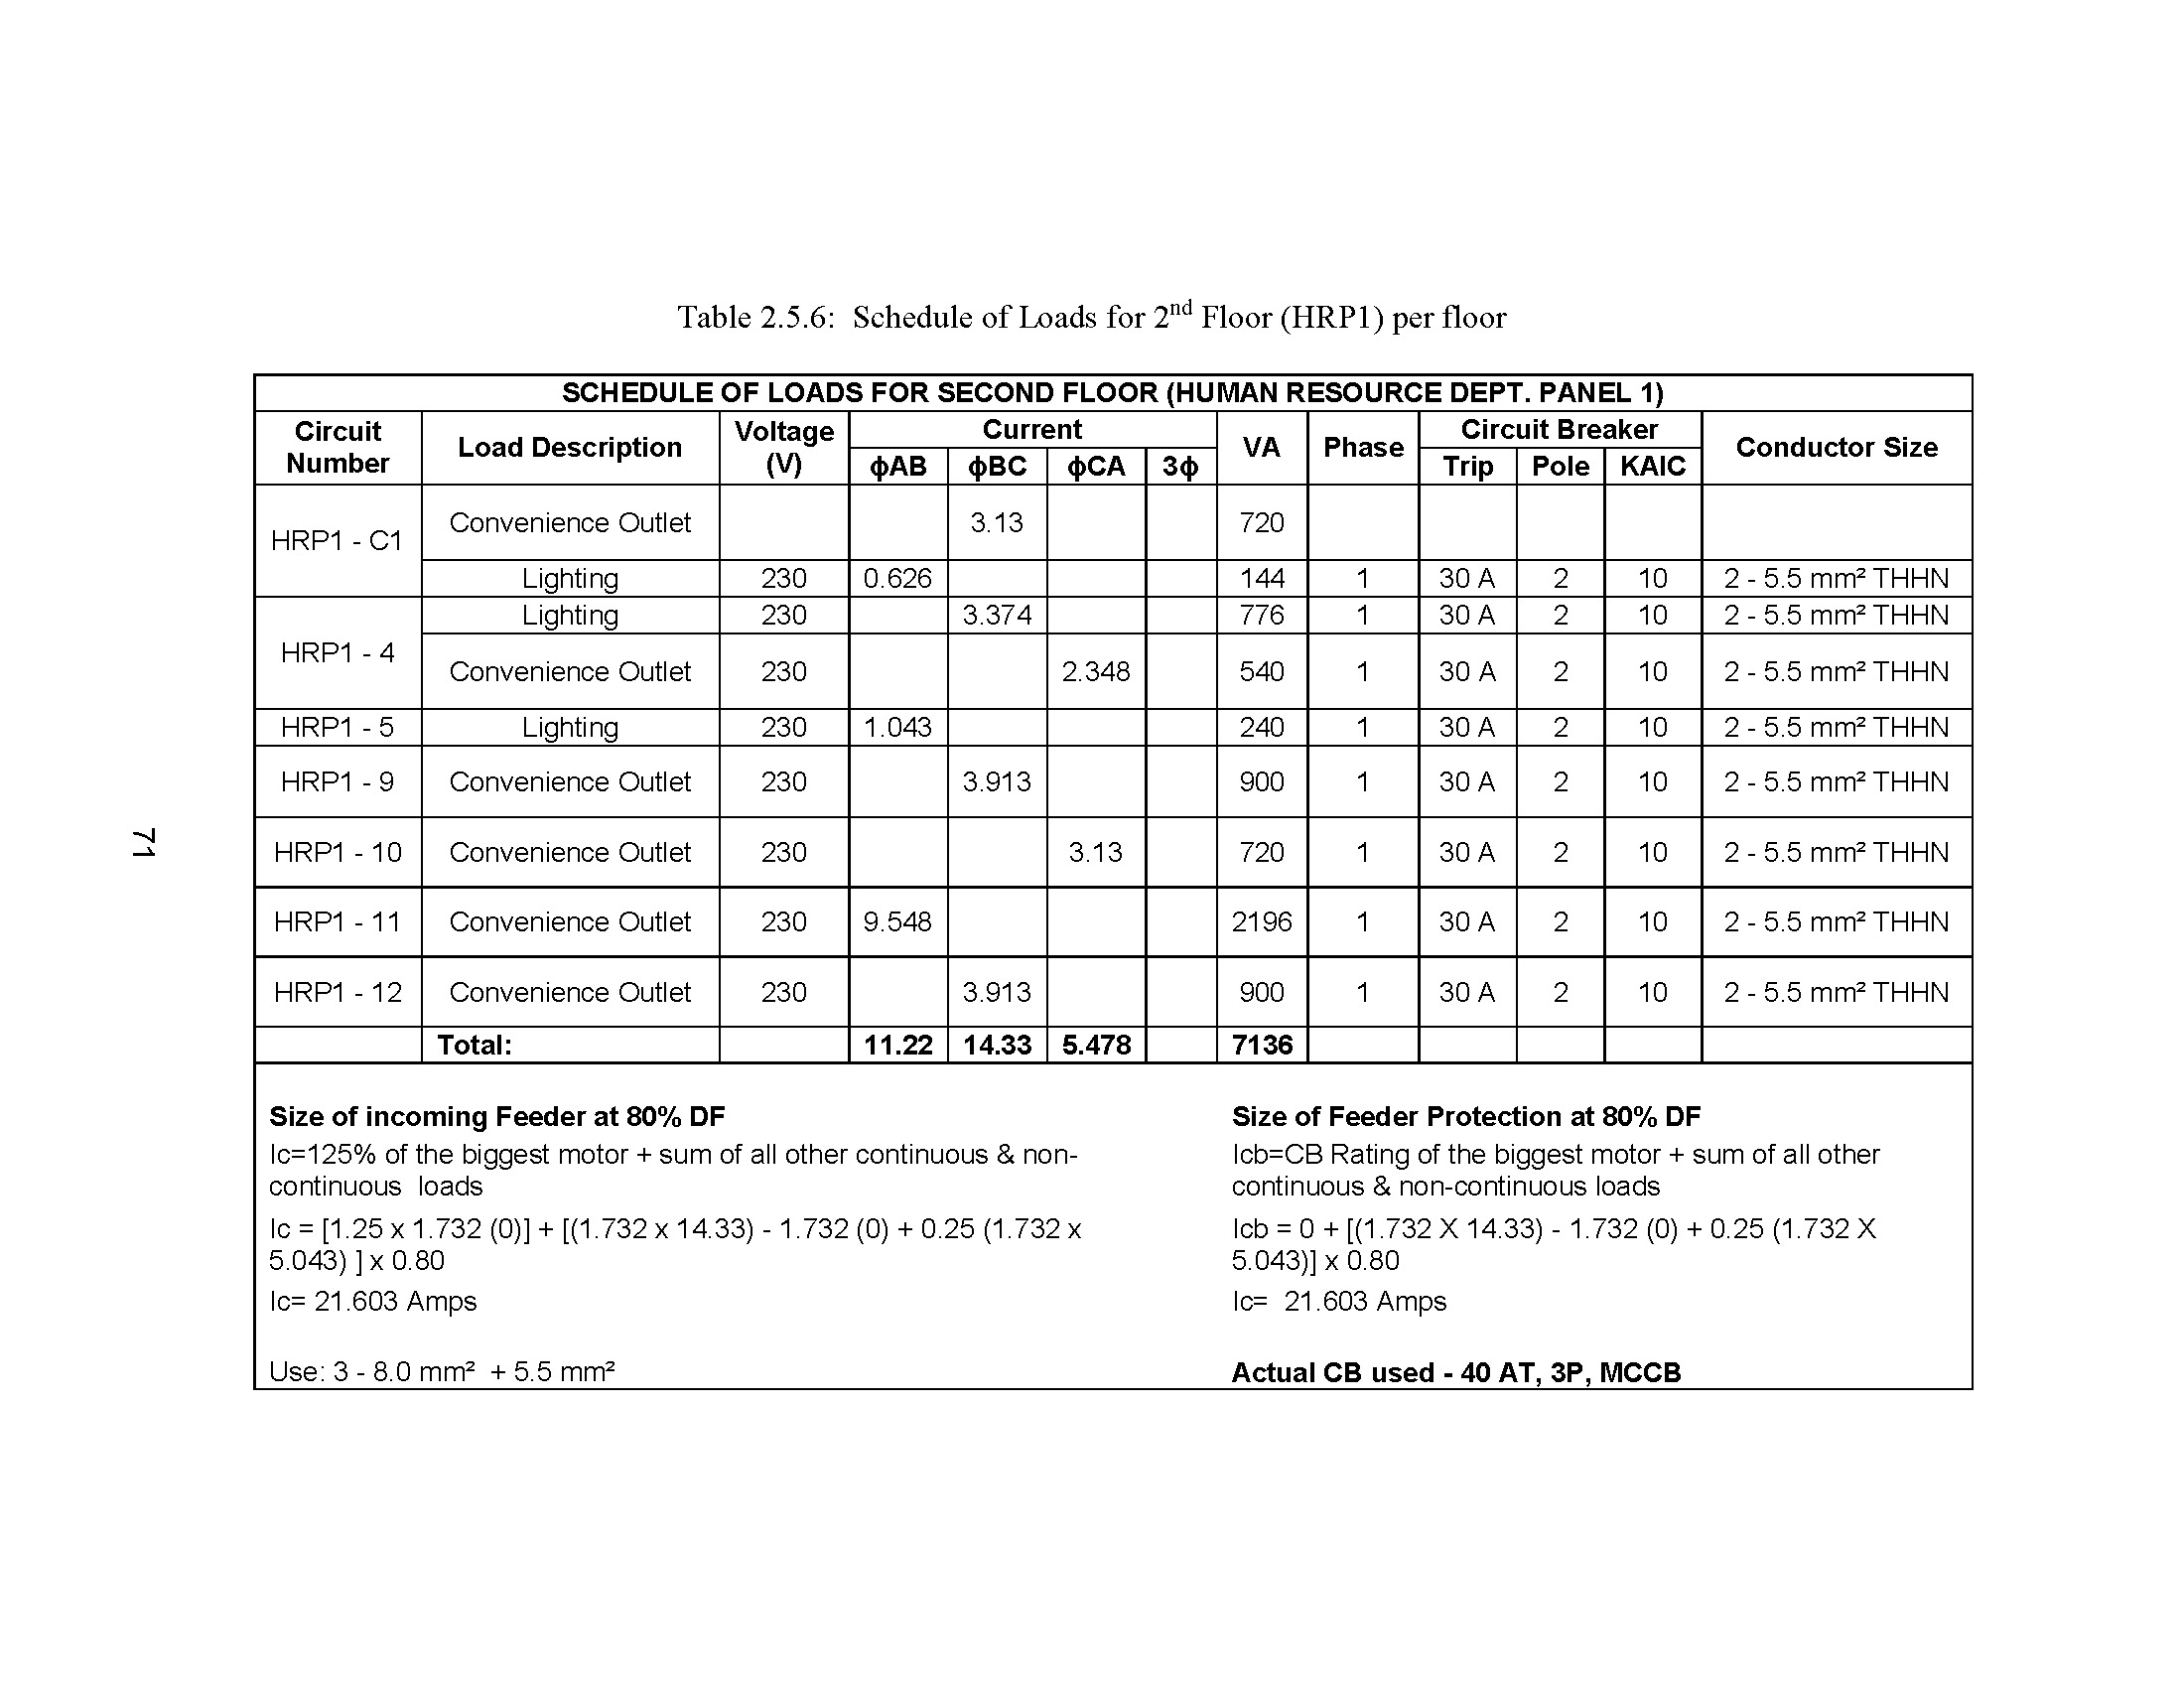 Table 2.5.6:  Schedule of Loads for 2nd Floor (HRP1) per floor
SCHEDULE OF LOADS FOR SECOND FLOOR (HUMAN RESOURCE DEPT. PANEL 1)
Circuit Number Load Description Voltage (V) Current VA Phase Circuit Breaker Conductor Size
ϕAB ϕBC ϕCA 3ϕ Trip Pole KAIC
HRP1 - C1 Convenience Outlet 3.13 720
Lighting 230 0.626 144 1 30 A 2 10 2 - 5.5 mm² THHN
HRP1 - 4 Lighting 230 3.374 776 1 30 A 2 10 2 - 5.5 mm² THHN
Convenience Outlet 230 2.348 540 1 30 A 2 10 2 - 5.5 mm² THHN
HRP1 - 5 Lighting 230 1.043 240 1 30 A 2 10 2 - 5.5 mm² THHN
HRP1 - 9 Convenience Outlet 230 3.913 900 1 30 A 2 10 2 - 5.5 mm² THHN
HRP1 - 10 Convenience Outlet 230 3.13 720 1 30 A 2 10 2 - 5.5 mm² THHN
HRP1 - 11 Convenience Outlet 230 9.548 2196 1 30 A 2 10 2 - 5.5 mm² THHN
HRP1 - 12 Convenience Outlet 230 3.913 900 1 30 A 2 10 2 - 5.5 mm² THHN
Total: 11.22 14.33 5.478 7136
Size of incoming Feeder at 80% DF
Ic=125% of the biggest motor + sum of all other continuous & non-
continuous  loads
Ic = [1.25 x 1.732 (0)] + [(1.732 x 14.33) - 1.732 (0) + 0.25 (1.732 x
5.043) ] x 0.80
Ic= 21.603 Amps
Use: 3 - 8.0 mm²  + 5.5 mm²
Size of Feeder Protection at 80% DF
Icb=CB Rating of the biggest motor + sum of all other
continuous & non-continuous loads
Icb = 0 + [(1.732 X 14.33) - 1.732 (0) + 0.25 (1.732 X
5.043)] x 0.80
Ic=  21.603 Amps
Actual CB used - 40 AT, 3P, MCCB
71